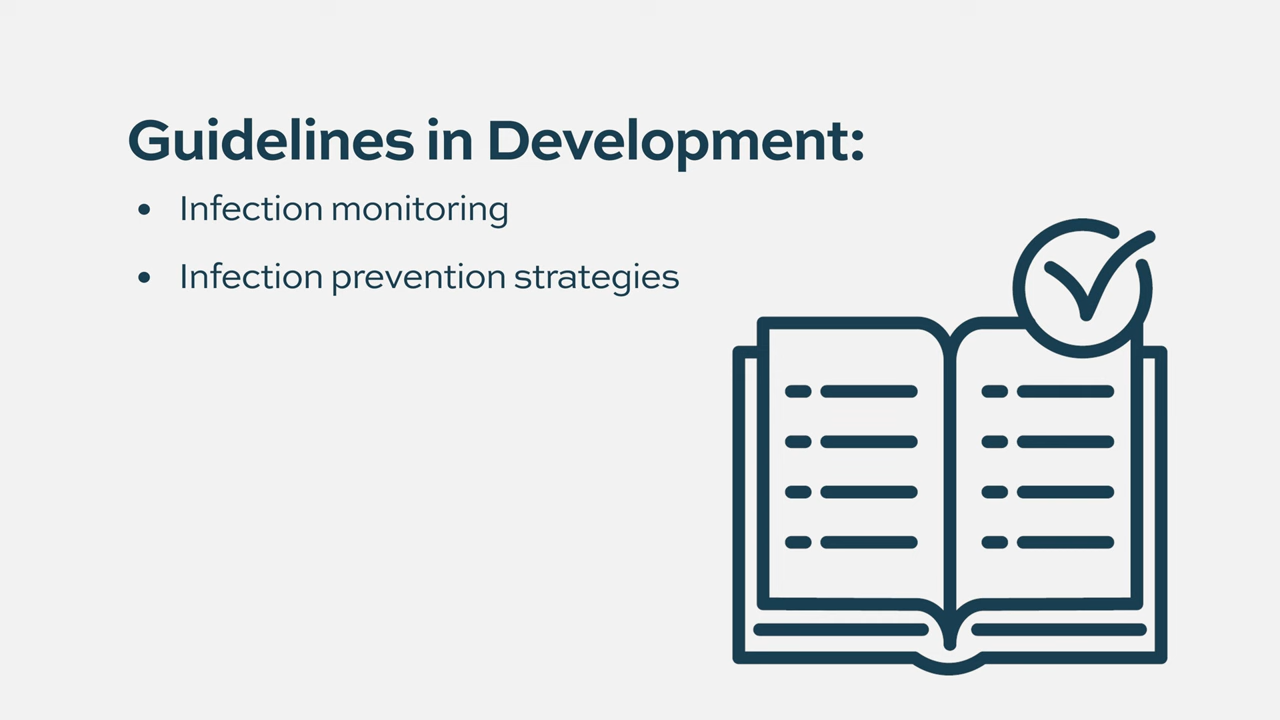 Guidelines in Development:
• Infection monitoring
• Infection prevention strategies